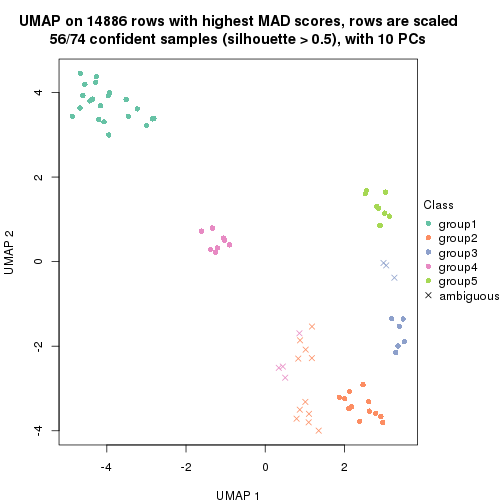 UMAP on 14886 rows with highest MAD scores, rows are scaled
56/74 confident samples (silhouette > 0.5), with 10 PCs
4
2
0
-2
-4
UMAP 2
-4
-2
0
2
UMAP 1
Class
group1
group2
group3
group4
group5
ambiguous